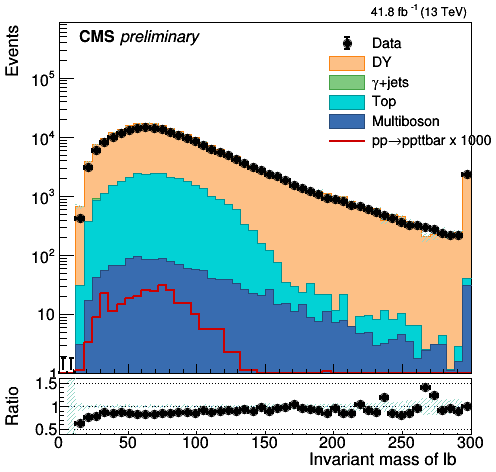 41.8 fb⁻¹ (13 TeV)
CMS preliminary
Events
Data
DY
γ+jets
Top
Multiboson
pp→ppttbar x 1000
10⁵
10⁴
10³
10²
10
1
Ratio
1.5
1
0.5
0 50 100 150 200 250 300
Invariant mass of lb